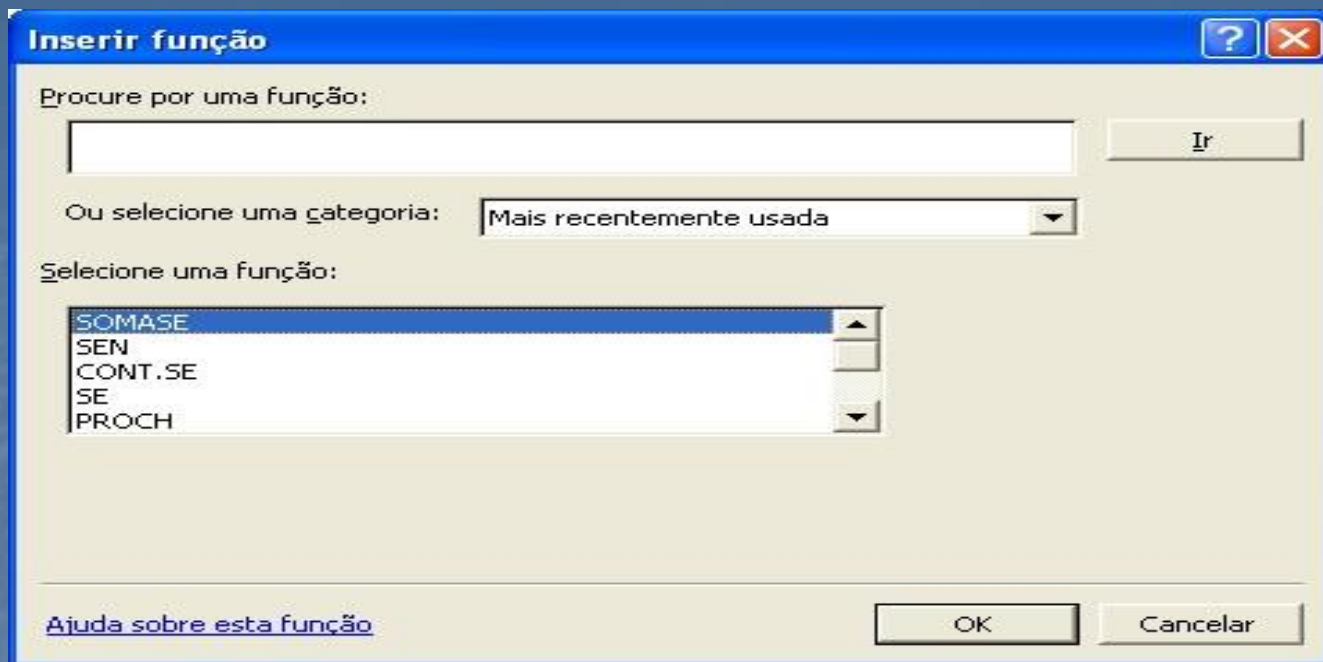 Inserir função
Procure por uma função:
Ir
Ou selecione uma categoria:
Mais recentemente usada
Selecione uma função:
SOMASE
SEN
CONT.SE
SE
PROCH
Ajuda sobre esta função
OK
Cancelar